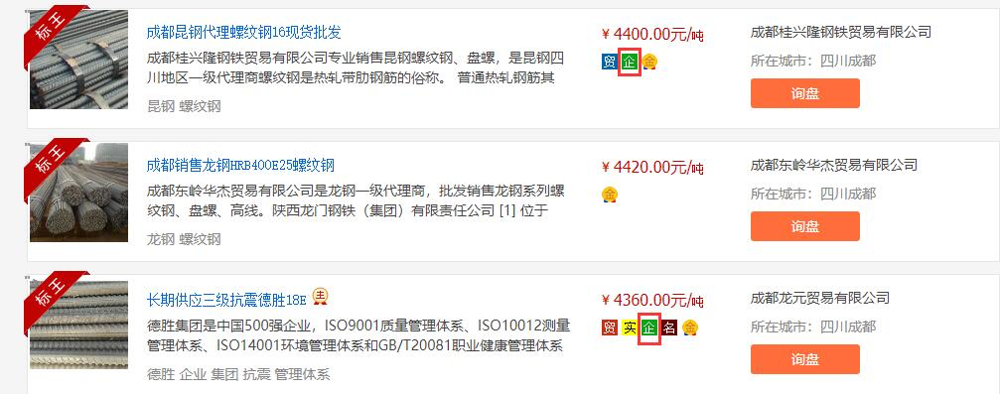 标王
成都昆钢代理螺纹钢16现货批发
成都桂兴隆钢铁贸易有限公司专业销售昆钢螺纹钢、盘螺，是昆钢四
川地区一级代理商螺纹钢是热轧带肋钢筋的俗称。 普通热轧钢筋其
昆钢 螺纹钢
¥ 4400.00元/吨
贸 企 金
成都桂兴隆钢铁贸易有限公司
所在城市：四川成都
询盘
标王
成都销售龙钢HRB400E25螺纹钢
成都东岭华杰贸易有限公司是龙钢一级代理商，批发销售龙钢系列螺
纹钢、盘螺、高线。陕西龙门钢铁（集团）有限责任公司 [1] 位于
龙钢 螺纹钢
¥ 4420.00元/吨
金
成都东岭华杰贸易有限公司
所在城市：四川成都
询盘
标王
长期供应三级抗震德胜18E 主
德胜集团是中国500强企业，ISO9001质量管理体系、ISO10012测量
管理体系、ISO14001环境管理体系和GB/T20081职业健康管理体系
德胜 企业 集团 抗震 管理体系
¥ 4360.00元/吨
贸 实 企 名 金
成都龙元贸易有限公司
所在城市：四川成都
询盘